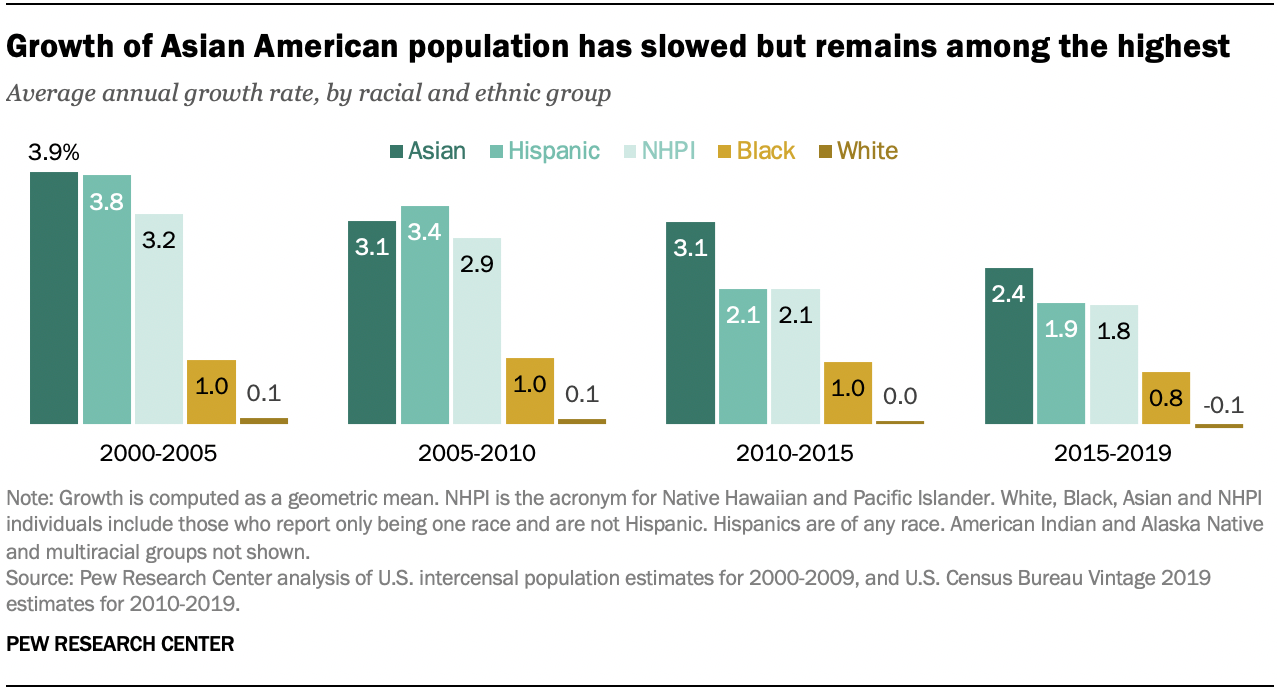 Growth of Asian American population has slowed but remains among the highest
Average annual growth rate, by racial and ethnic group
Asian Hispanic NHPI Black White
3.9% 3.8 3.2 1.0 0.1
3.1 3.4 2.9 1.0 0.1
3.1 2.1 2.1 1.0 0.0
2.4 1.9 1.8 0.8 -0.1
2000-2005 2005-2010 2010-2015 2015-2019
Note: Growth is computed as a geometric mean. NHPI is the acronym for Native Hawaiian and Pacific Islander. White, Black, Asian and NHPI
individuals include those who report only being one race and are not Hispanic. Hispanics are of any race. American Indian and Alaska Native
and multiracial groups not shown.
Source: Pew Research Center analysis of U.S. intercensal population estimates for 2000-2009, and U.S. Census Bureau Vintage 2019
estimates for 2010-2019.
PEW RESEARCH CENTER